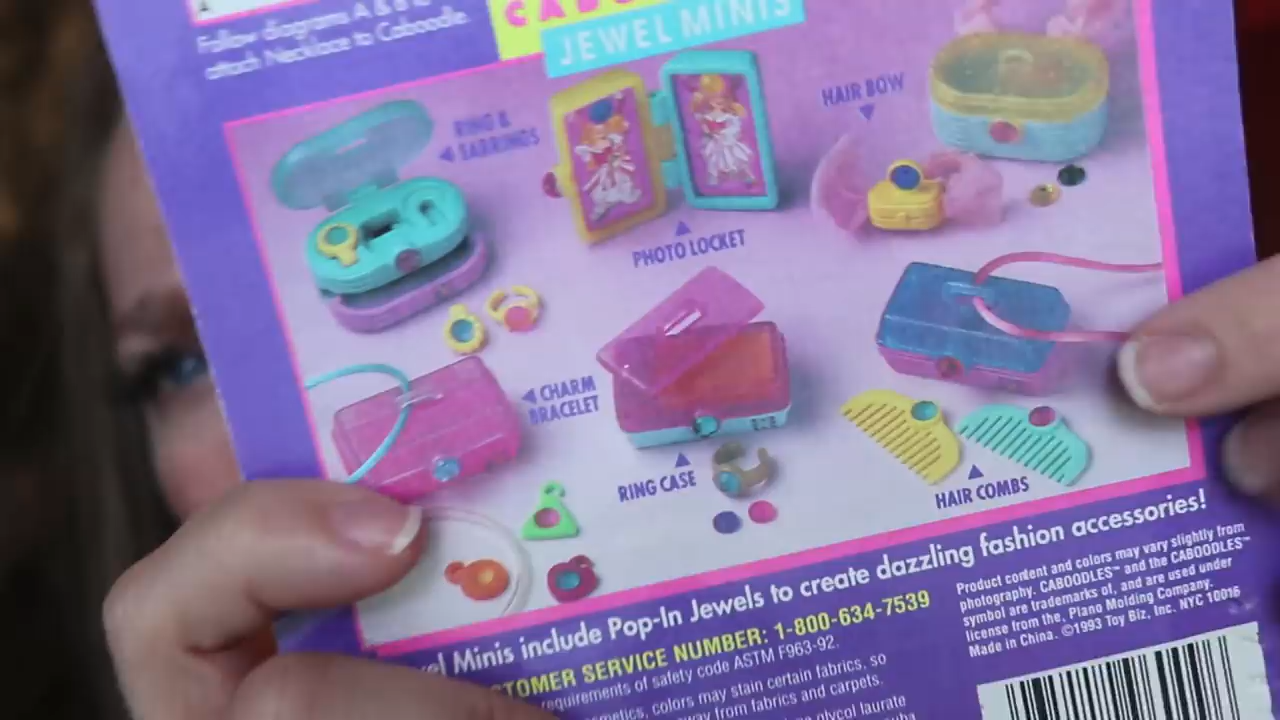 Follow diagrams A & B to
attach Necklace to Caboodle.
JEWEL MINIS
RING &
EARRINGS
PHOTO LOCKET
HAIR BOW
CHARM
BRACELET
RING CASE
HAIR COMBS
Minis include Pop-In Jewels to create dazzling fashion accessories!
CUSTOMER SERVICE NUMBER: 1-800-634-7539
requirements of safety code ASTM F963-92.
cosmetics, colors may stain certain fabrics, so
away from fabrics and carpets.
glycol laurate
Product content and colors may vary slightly from
photography. CABOODLES™ and the CABOODLES™
symbol are trademarks of, and are used under
license from the, Plano Molding Company.
Made in China. ©1993 Toy Biz, Inc. NYC 10016